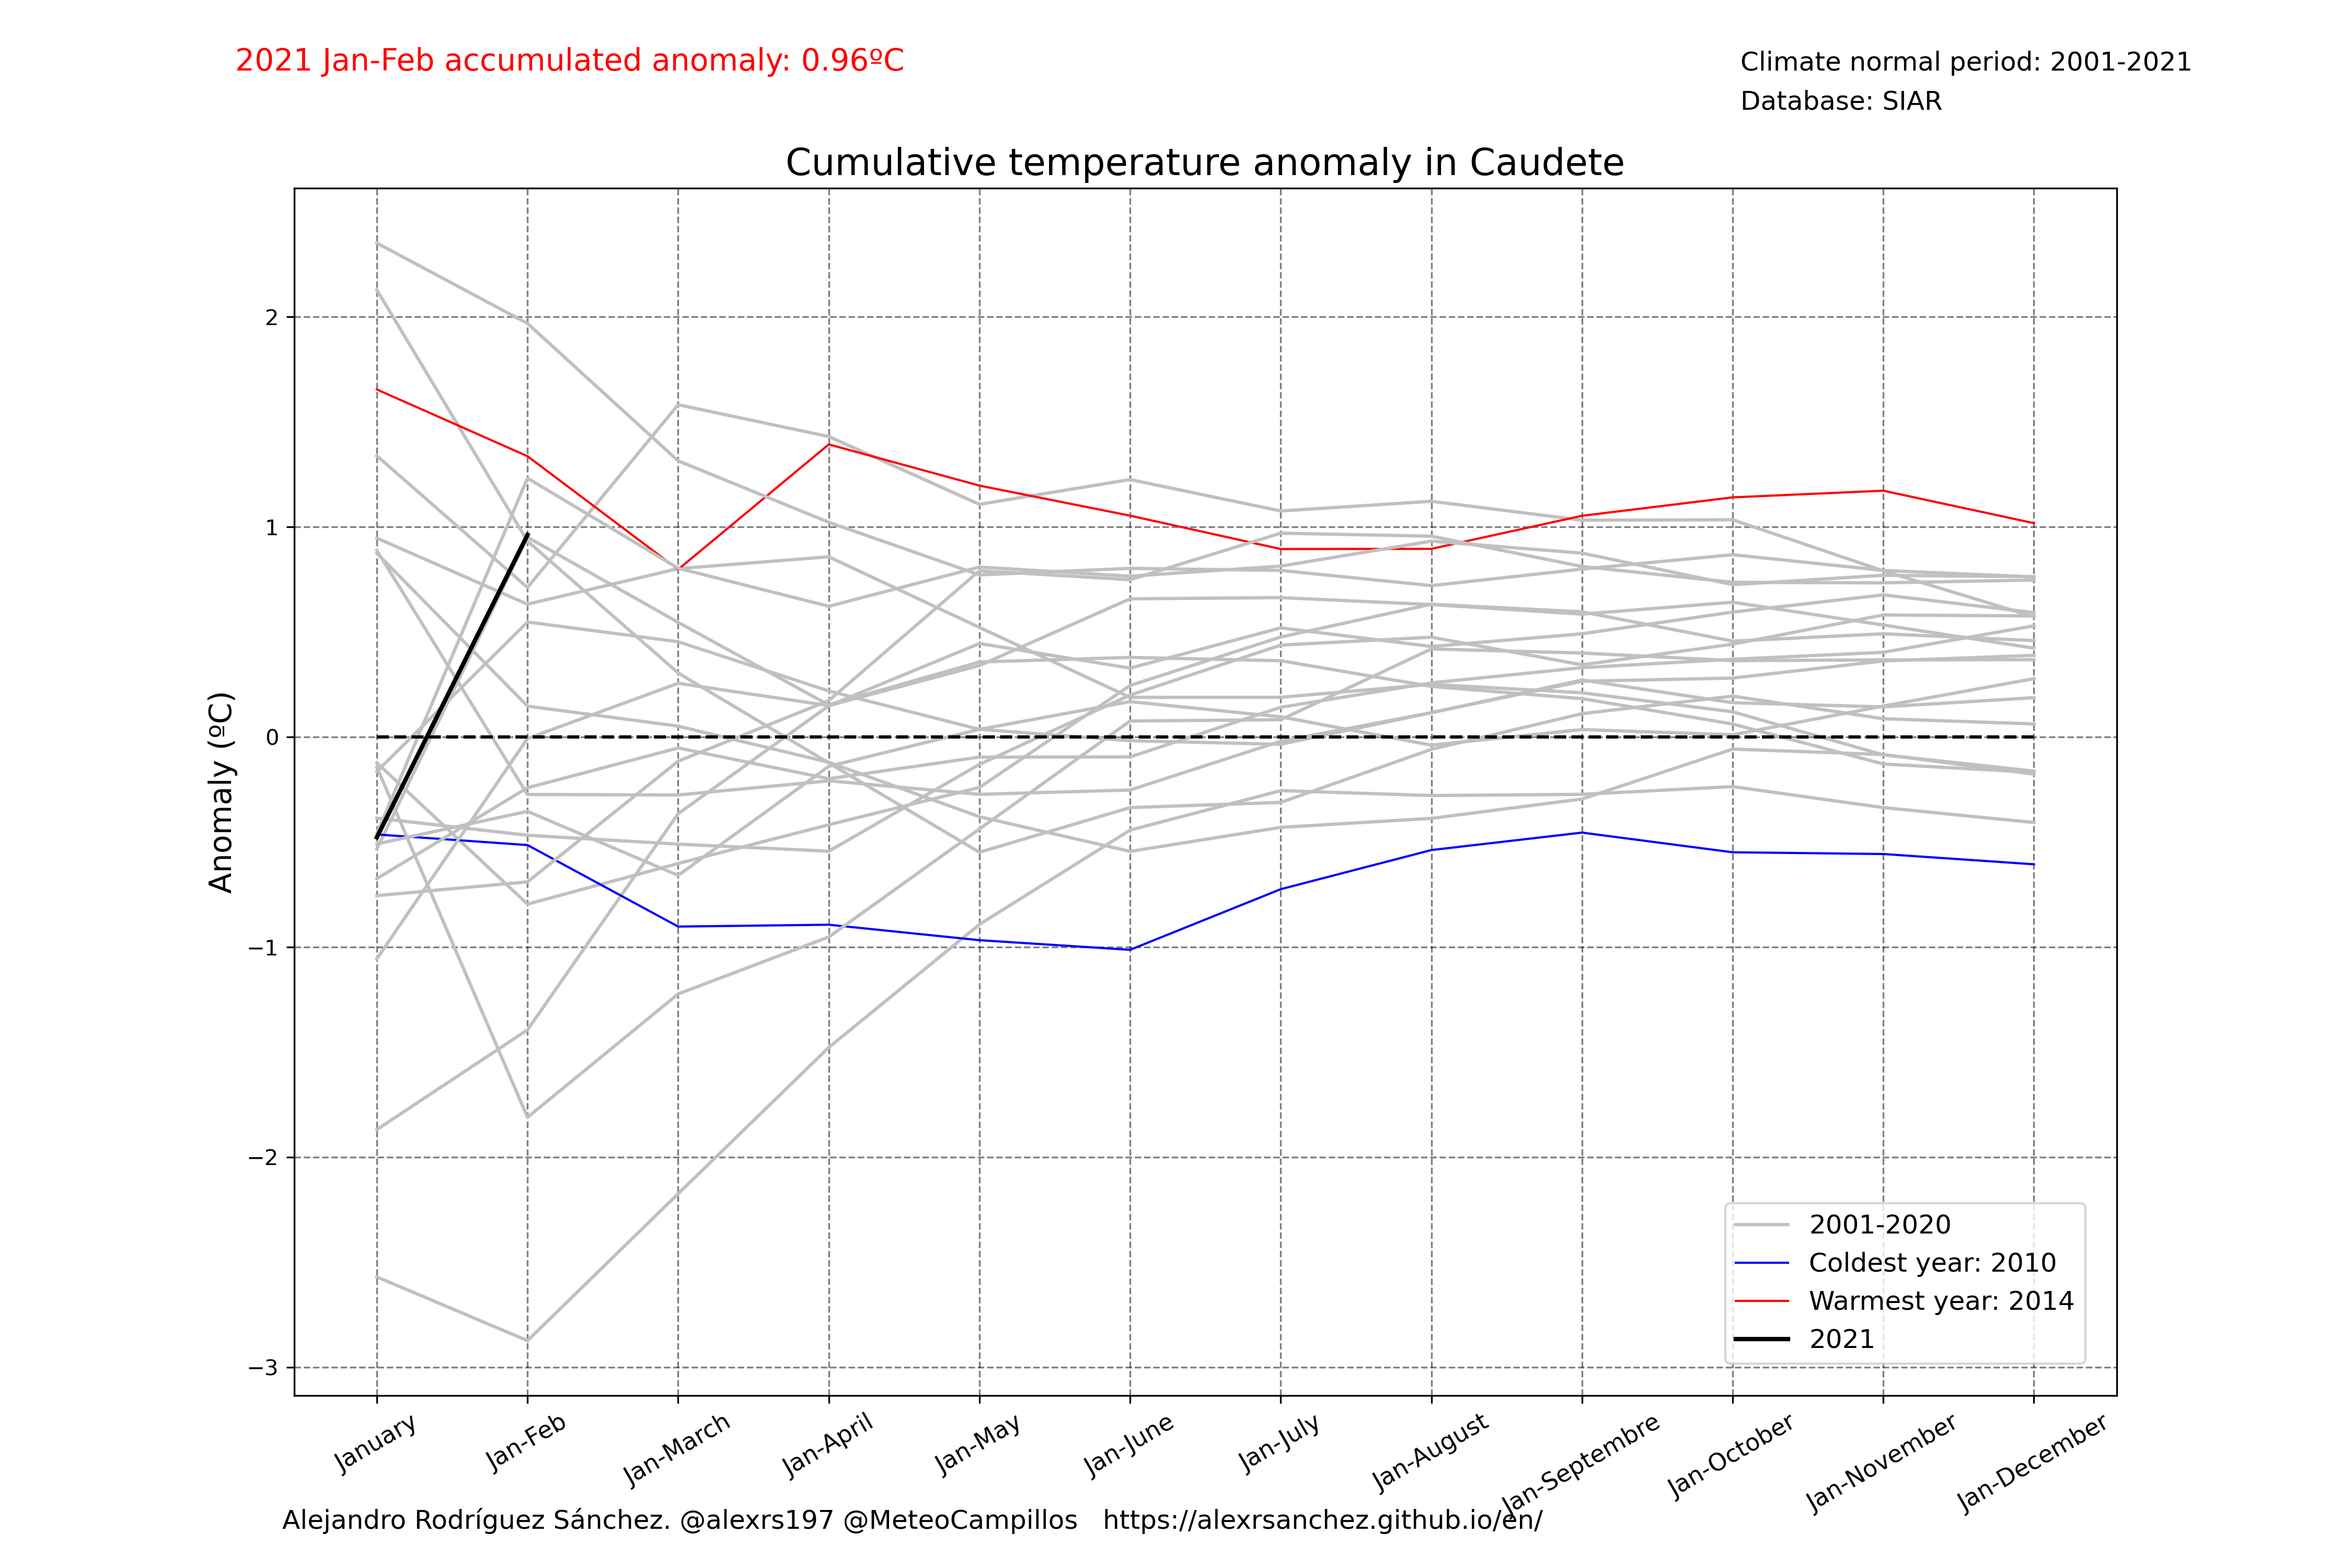 2021 Jan-Feb accumulated anomaly: 0.96ºC
Climate normal period: 2001-2021
Database: SIAR
Cumulative temperature anomaly in Caudete
Anomaly (ºC)
2
1
0
−1
−2
−3
2001-2020
Coldest year: 2010
Warmest year: 2014
2021
January
Jan-Feb
Jan-March
Jan-April
Jan-May
Jan-June
Jan-July
Jan-August
Jan-Septembre
Jan-October
Jan-November
Jan-December
Alejandro Rodríguez Sánchez. @alexrs197 @MeteoCampillos https://alexrsanchez.github.io/en/